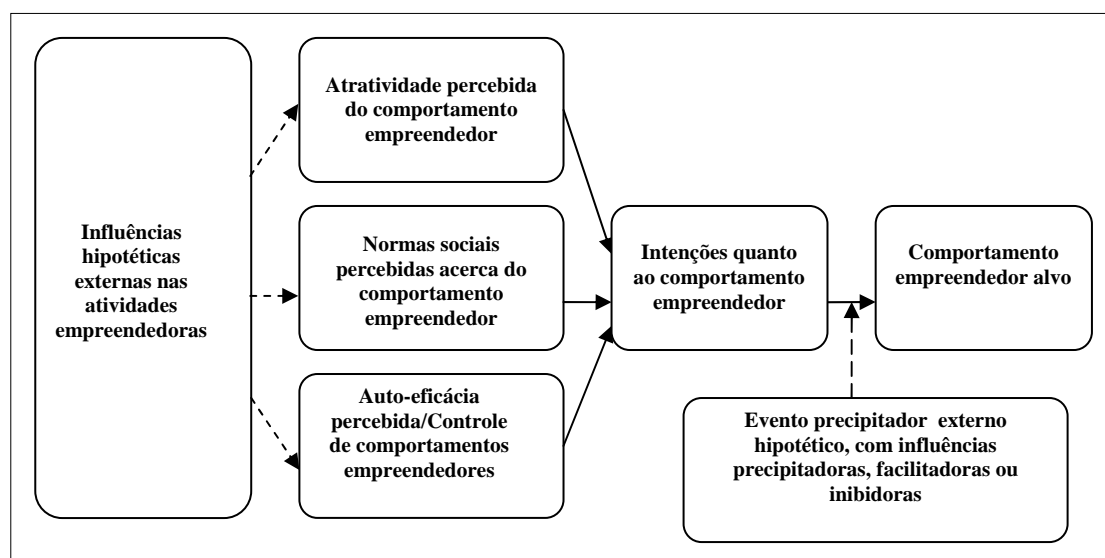 Influências
hipotéticas
externas nas
atividades
empreendedoras
Atratividade percebida
do comportamento
empreendedor
Normas sociais
percebidas acerca do
comportamento
empreendedor
Auto-eficácia
percebida/Controle
de comportamentos
empreendedores
Intenções quanto
ao comportamento
empreendedor
Comportamento
empreendedor alvo
Evento precipitador externo
hipotético, com influências
precipitadoras, facilitadoras ou
inibidoras